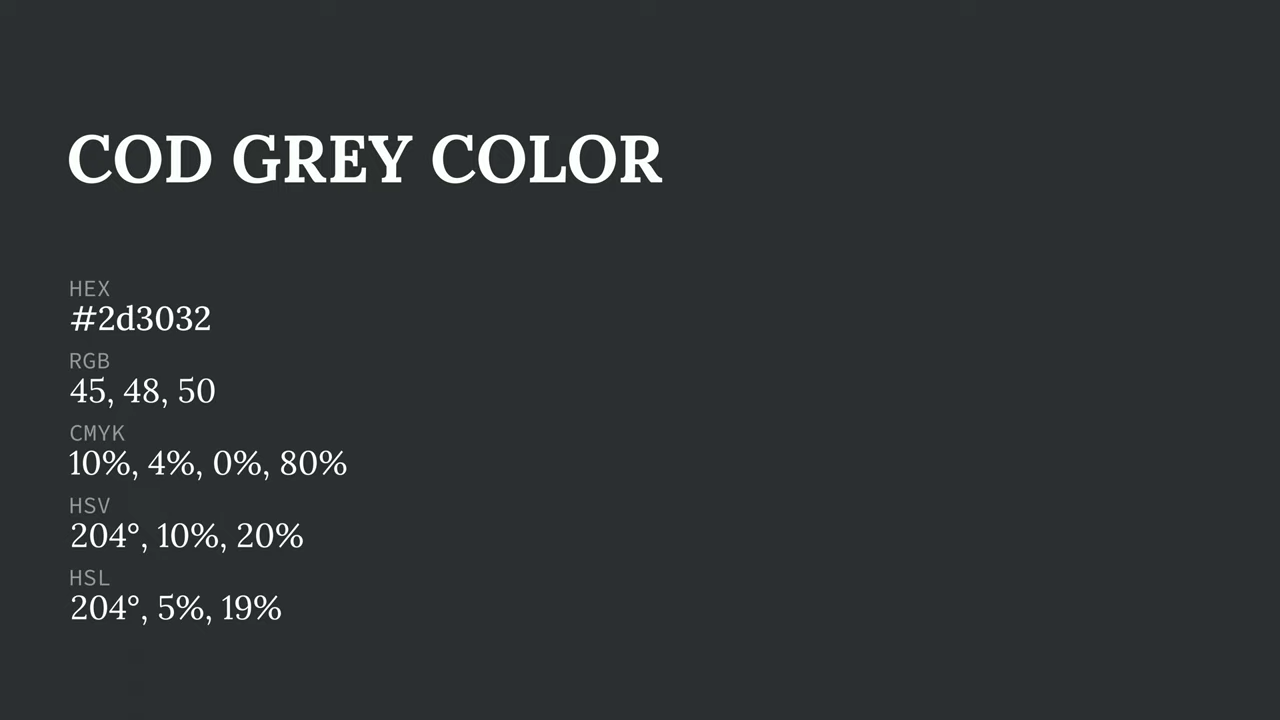 COD GREY COLOR
HEX
#2d3032
RGB
45, 48, 50
CMYK
10%, 4%, 0%, 80%
HSV
204°, 10%, 20%
HSL
204°, 5%, 19%